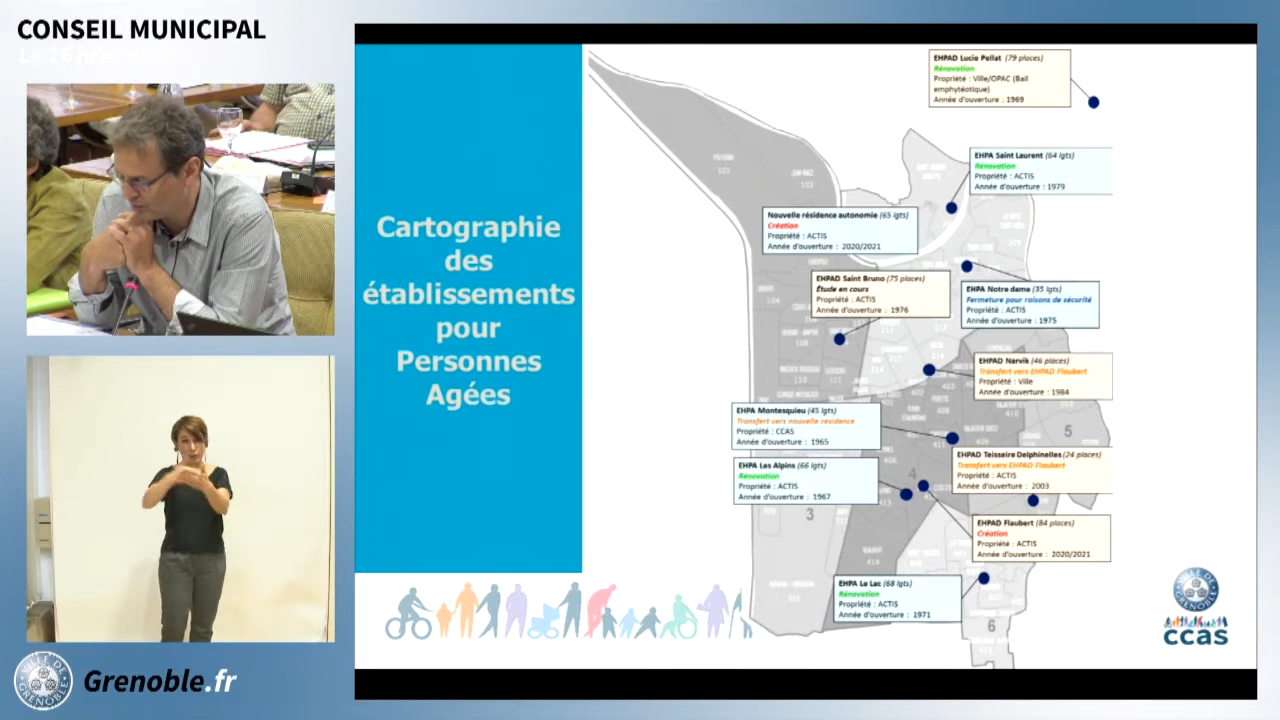 CONSEIL MUNICIPAL
Grenoble.fr
Cartographie
des
établissements
pour
Personnes
Agées
EHPAD Lucie Pellat (79 places)
Rénovation
Propriété : Ville/OPAC (Bail
emphytéotique)
Année d'ouverture : 1969
EHPA Saint Laurent (64 lgts)
Rénovation
Propriété : ACTIS
Année d'ouverture : 1979
Nouvelle résidence autonomie (65 lgts)
Création
Propriété : ACTIS
Année d'ouverture : 2020/2021
EHPAD Saint Bruno (75 places)
Étude en cours
Propriété : ACTIS
Année d'ouverture : 1976
EHPA Notre dame (35 lgts)
Fermeture pour raisons de sécurité
Propriété : ACTIS
Année d'ouverture : 1975
EHPAD Narvik (46 places)
Transfert vers EHPAD Flaubert
Propriété : Ville
Année d'ouverture : 1984
EHPA Montesquieu (45 lgts)
Transfert vers nouvelle résidence
Propriété : CCAS
Année d'ouverture : 1965
EHPAD Teisseire Delphinelles (24 places)
Transfert vers EHPAD Flaubert
Propriété : ACTIS
Année d'ouverture : 2003
EHPA Les Alpins (66 lgts)
Rénovation
Propriété : ACTIS
Année d'ouverture : 1967
EHPAD Flaubert (84 places)
Création
Propriété : ACTIS
Année d'ouverture : 2020/2021
EHPA Le Lac (68 lgts)
Rénovation
Propriété : ACTIS
Année d'ouverture : 1971
3
4
5
6
VILLE DE
GRENOBLE
ccas